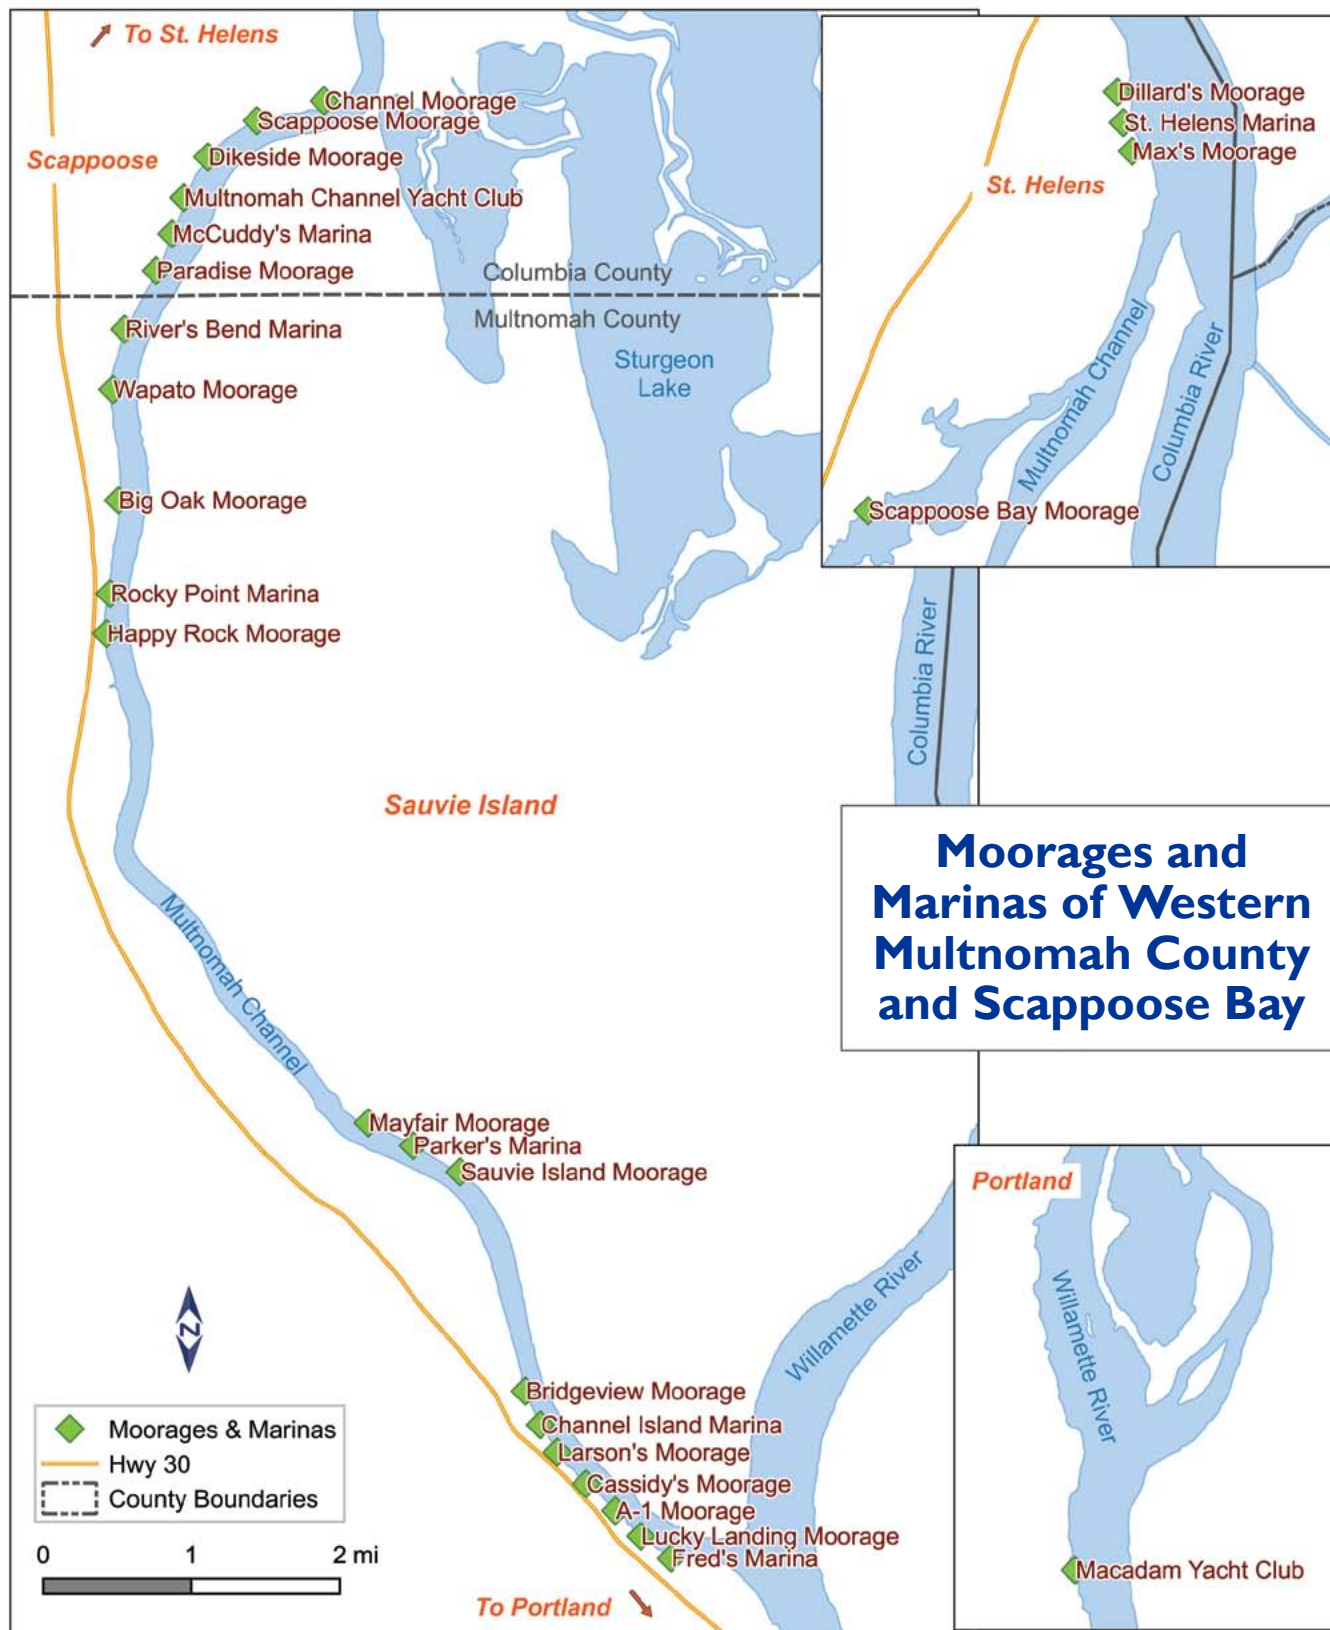 To St. Helens
Channel Moorage
Scappoose Moorage
Scappoose
Dikeside Moorage
Multnomah Channel Yacht Club
McCuddy's Marina
Paradise Moorage
Columbia County
Multnomah County
River's Bend Marina
Sturgeon
Lake
Wapato Moorage
Big Oak Moorage
Rocky Point Marina
Happy Rock Moorage
Columbia River
Sauvie Island
Multnomah Channel
Mayfair Moorage
Parker's Marina
Sauvie Island Moorage
Willamette River
Bridgeview Moorage
Channel Island Marina
Larson's Moorage
Cassidy's Moorage
A-1 Moorage
Lucky Landing Moorage
Fred's Marina
To Portland
N
Moorages & Marinas
Hwy 30
County Boundaries
0 1 2 mi
Dillard's Moorage
St. Helens Marina
Max's Moorage
St. Helens
Multnomah Channel
Columbia River
Scappoose Bay Moorage
Moorages and
Marinas of Western
Multnomah County
and Scappoose Bay
Portland
Willamette River
Macadam Yacht Club